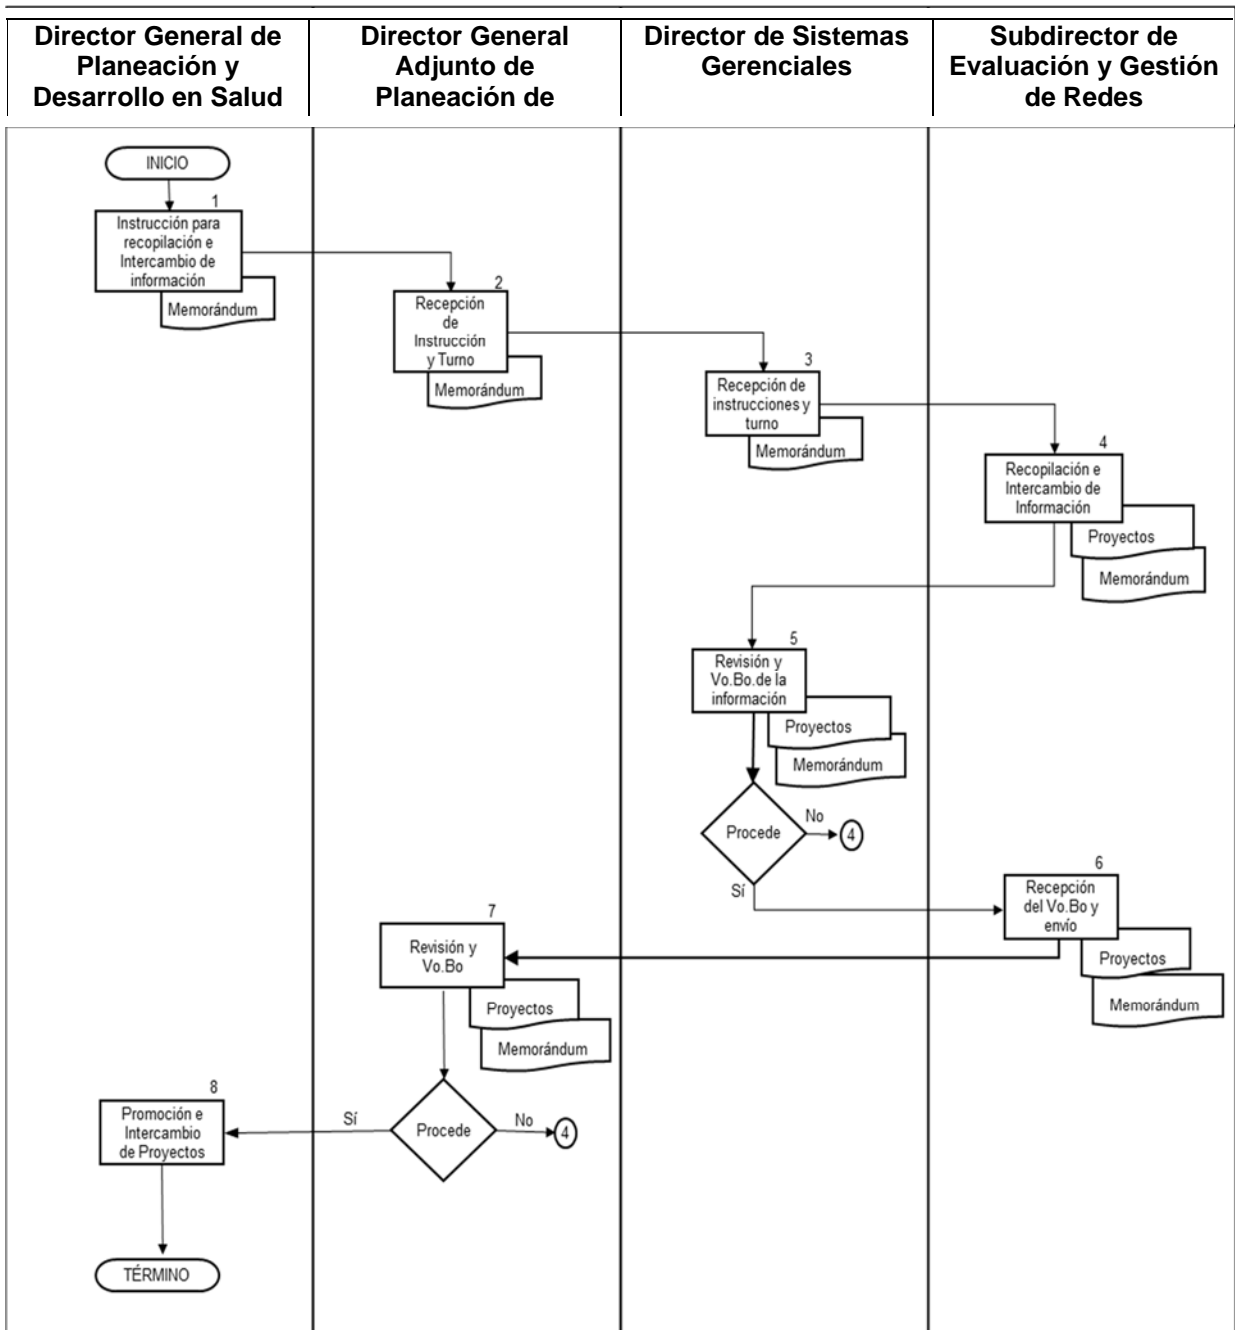 Director General de
Planeación y
Desarrollo en Salud
Director General
Adjunto de
Planeación de
Director de Sistemas
Gerenciales
Subdirector de
Evaluación y Gestión
de Redes
INICIO
1
Instrucción para
recopilación e
Intercambio de
información
Memorándum
2
Recepción
de
Instrucción
y Turno
Memorándum
3
Recepción de
instrucciones y
turno
Memorándum
4
Recopilación e
Intercambio de
Información
Proyectos
Memorándum
5
Revisión y
Vo.Bo.de la
información
Proyectos
Memorándum
Procede
No
4
Sí
6
Recepción
del Vo.Bo y
envío
Proyectos
Memorándum
7
Revisión y
Vo.Bo
Proyectos
Memorándum
Procede
No
4
Sí
8
Promoción e
Intercambio
de Proyectos
TÉRMINO